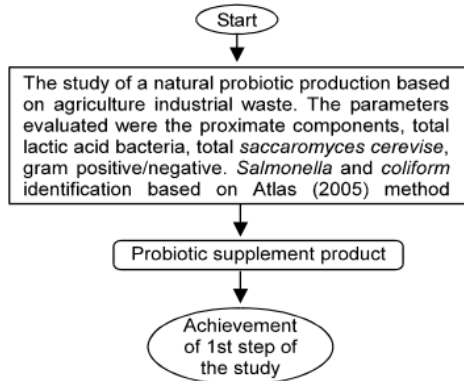 Start
The study of a natural probiotic production based
on agriculture industrial waste. The parameters
evaluated were the proximate components, total
lactic acid bacteria, total saccaromyces cerevise,
gram positive/negative. Salmonella and coliform
identification based on Atlas (2005) method
Probiotic supplement product
Achievement
of 1st step of
the study